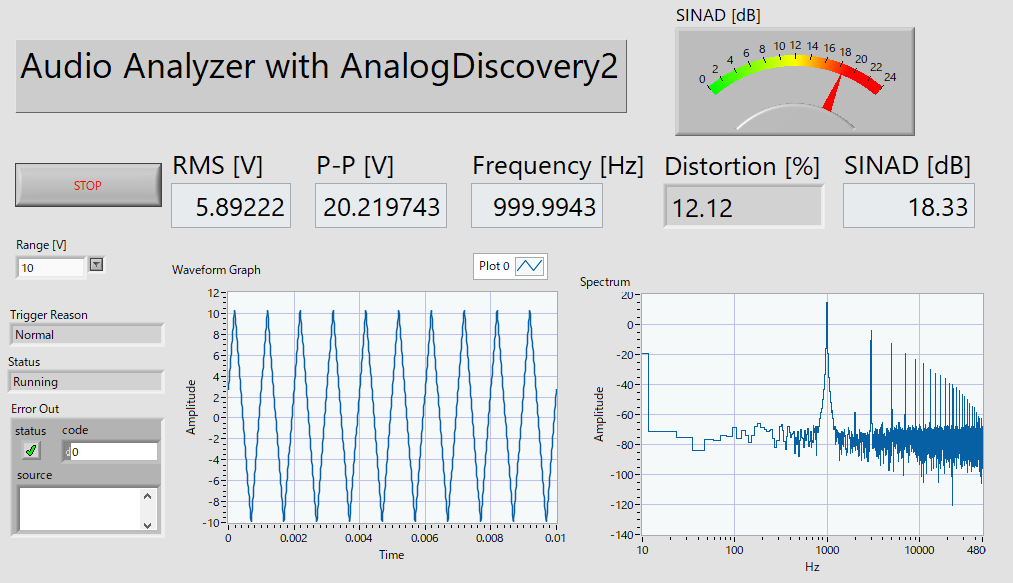 SINAD [dB]
0 2 4 6 8 10 12 14 16 18 20 22 24
Audio Analyzer with AnalogDiscovery2
STOP
RMS [V]
5.89222
P-P [V]
20.219743
Frequency [Hz]
999.9943
Distortion [%]
12.12
SINAD [dB]
18.33
Range [V]
10
Trigger Reason
Normal
Status
Running
Error Out
status code
d0
source
Waveform Graph
Plot 0
Amplitude
12
10
8
6
4
2
0
-2
-4
-6
-8
-10
0 0.002 0.004 0.006 0.008 0.01
Time
Spectrum
Amplitude
20
0
-20
-40
-60
-80
-100
-120
-140
10 100 1000 10000 480
Hz